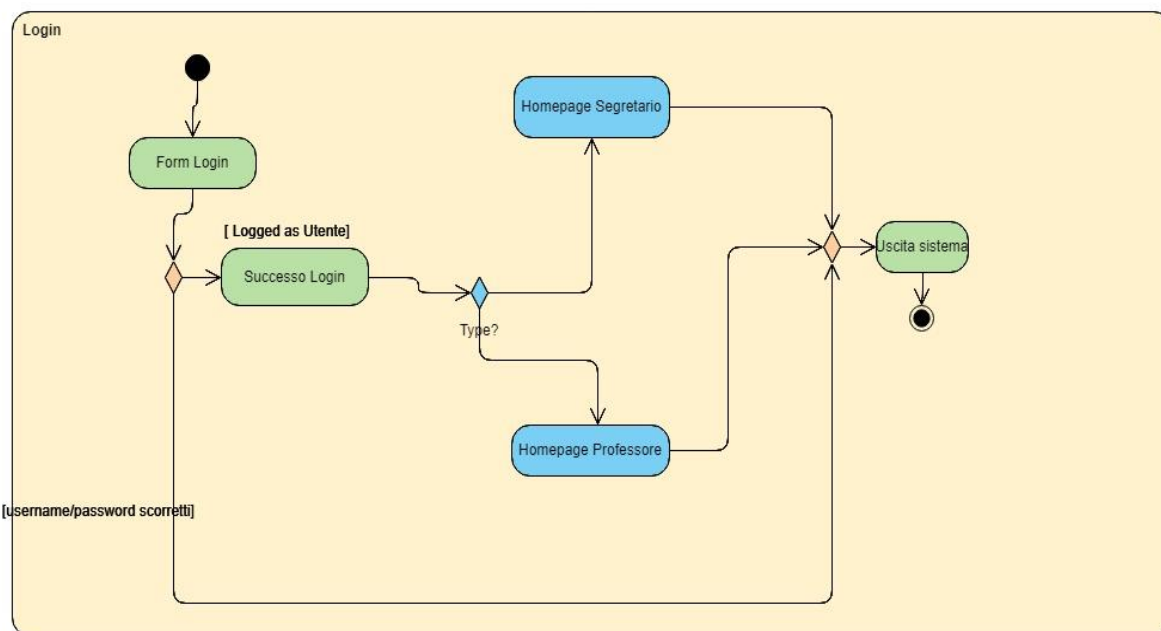 Login
Homepage Segretario
Form Login
[ Logged as Utente]
Successo Login
Uscita sistema
Type?
Homepage Professore
[username/password scorretti]